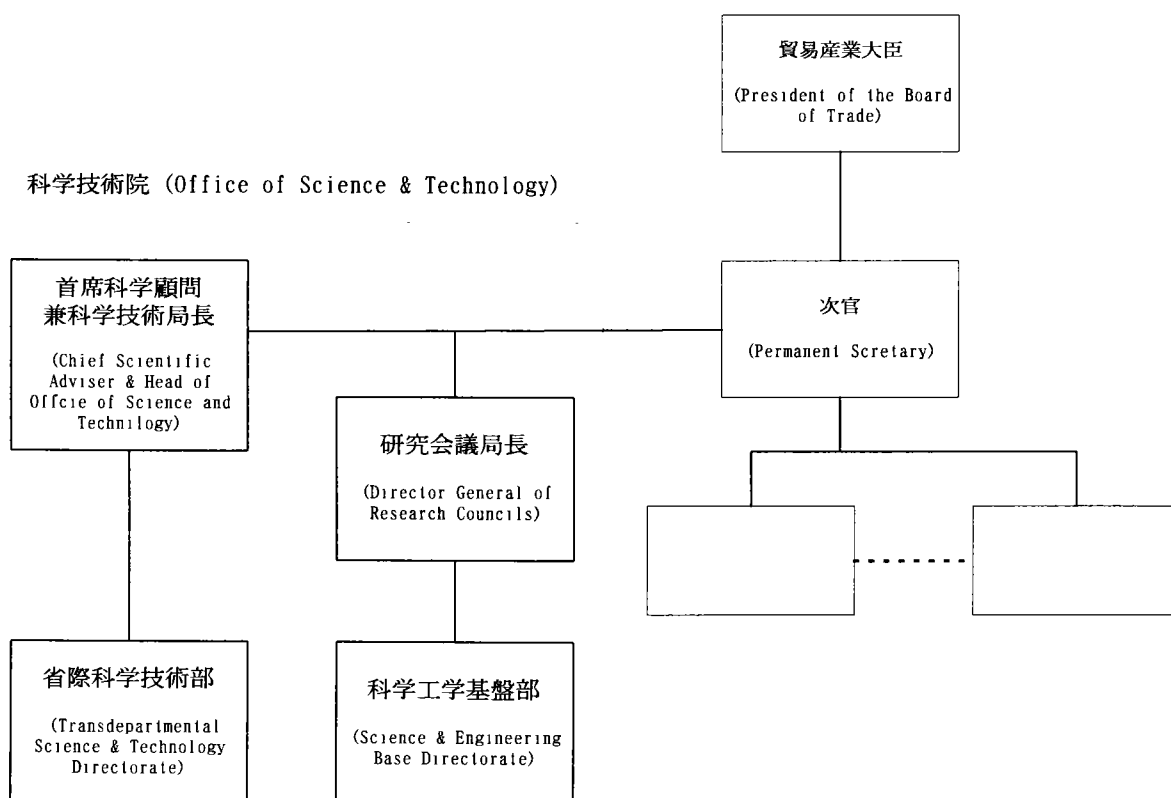 貿易産業大臣
(President of the Board
of Trade)
科学技術院 (Office of Science & Technology)
首席科学顧問
兼科学技術局長
(Chief Scientific
Adviser & Head of
Offcie of Science and
Technilogy)
次官
(Permanent Scretary)
研究会議局長
(Director General of
Research Councils)
省際科学技術部
(Transdepartmental
Science & Technology
Directorate)
科学工学基盤部
(Science & Engineering
Base Directorate)